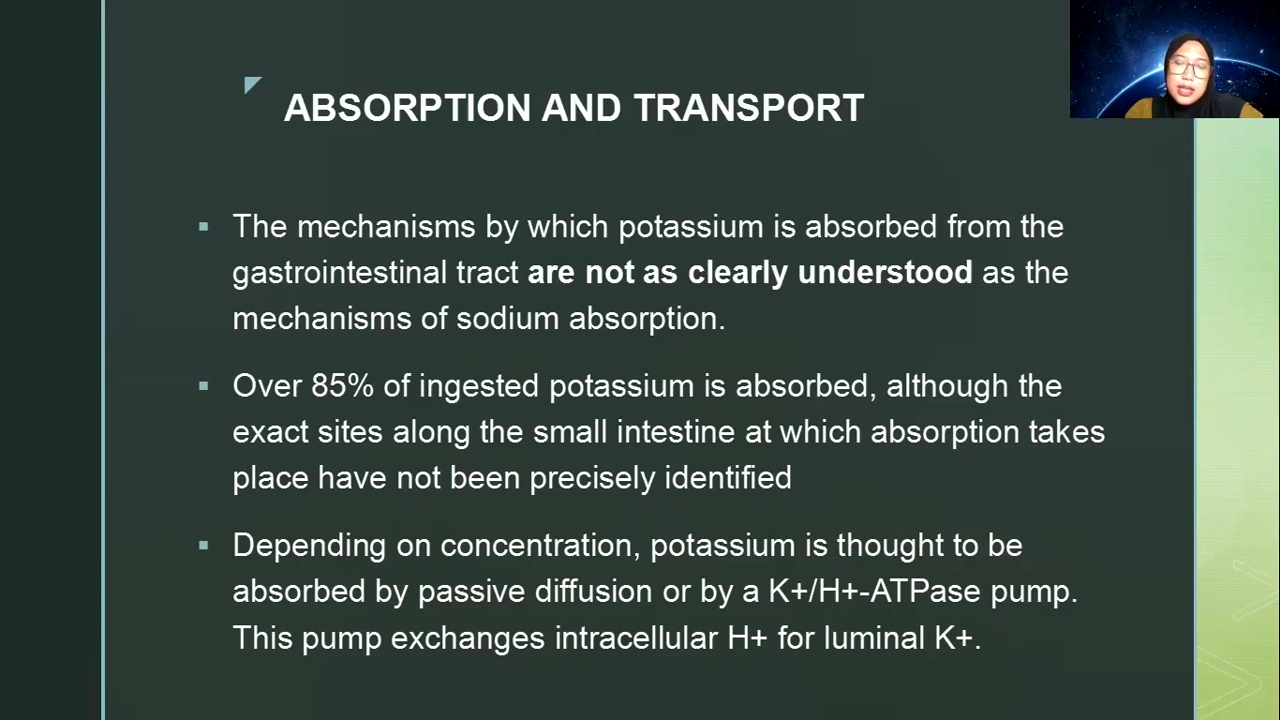 ABSORPTION AND TRANSPORT
The mechanisms by which potassium is absorbed from the
gastrointestinal tract are not as clearly understood as the
mechanisms of sodium absorption.
Over 85% of ingested potassium is absorbed, although the
exact sites along the small intestine at which absorption takes
place have not been precisely identified
Depending on concentration, potassium is thought to be
absorbed by passive diffusion or by a K+/H+-ATPase pump.
This pump exchanges intracellular H+ for luminal K+.